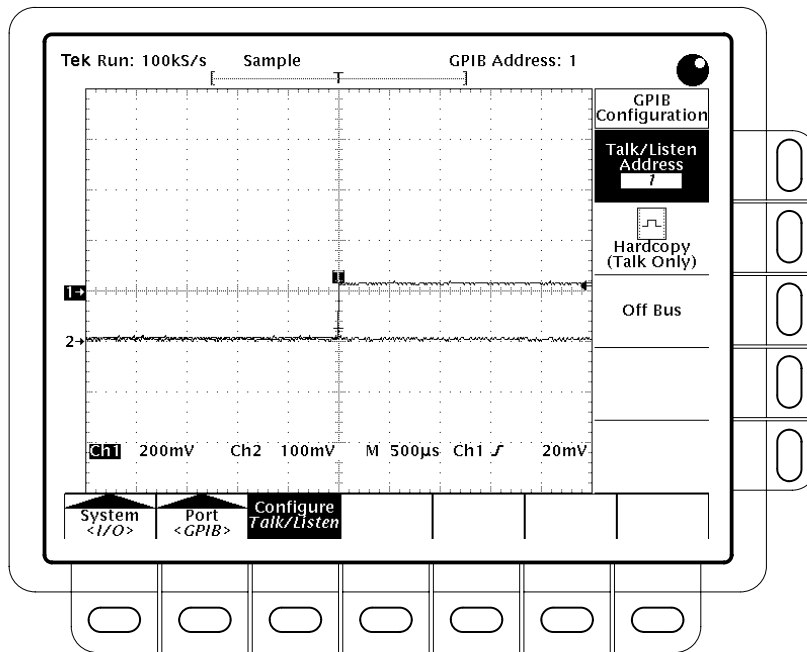 Tek Run: 100kS/s Sample GPIB Address: 1
[ T ]
GPIB
Configuration
Talk/Listen
Address
1
Hardcopy
(Talk Only)
Off Bus
T
1→
2→
Ch1 200mV Ch2 100mV M 500µs Ch1 20mV
System
<I/O>
Port
<GPIB>
Configure
Talk/Listen